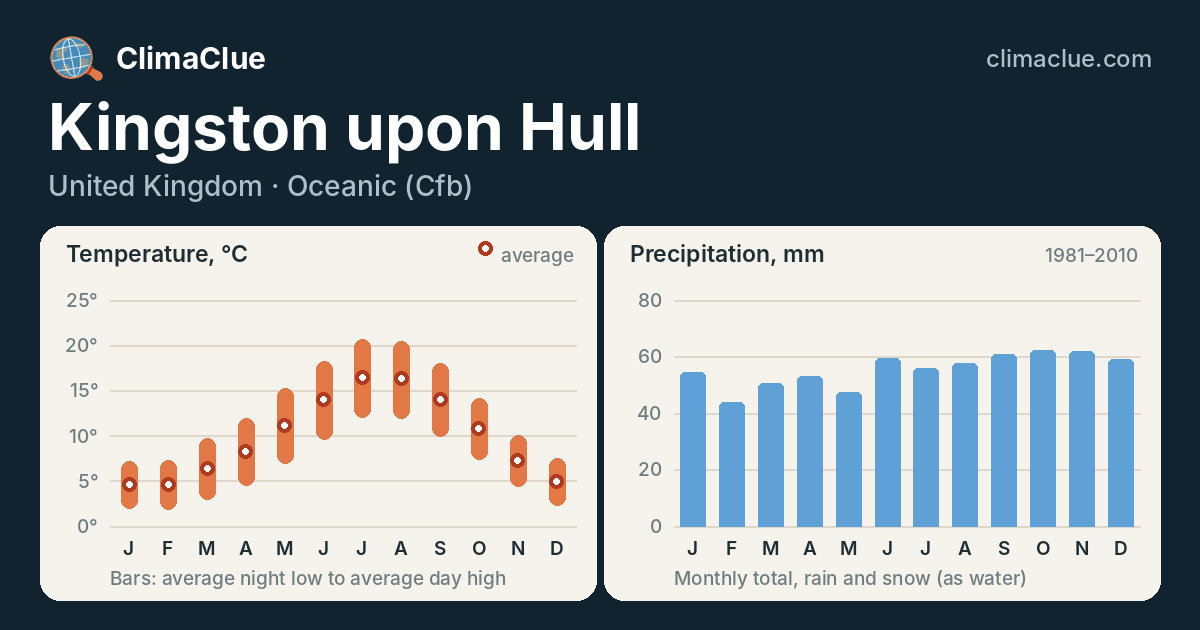 ClimaClue
climaclue.com
Kingston upon Hull
United Kingdom · Oceanic (Cfb)
Temperature, °C
average
25°
20°
15°
10°
5°
0°
J F M A M J J A S O N D
Bars: average night low to average day high
Precipitation, mm
1981–2010
80
60
40
20
0
J F M A M J J A S O N D
Monthly total, rain and snow (as water)